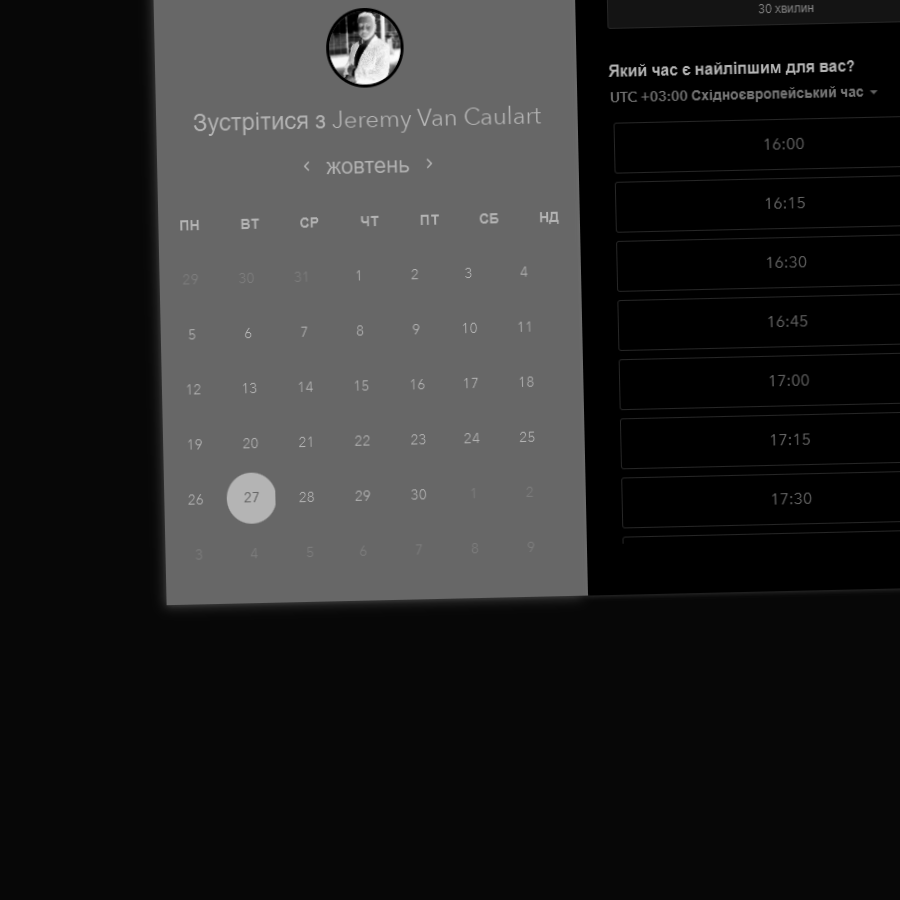 Зустрітися з Jeremy Van Caulart
жовтень
ПН ВТ СР ЧТ ПТ СБ НД
29 30 31 1 2 3 4
5 6 7 8 9 10 11
12 13 14 15 16 17 18
19 20 21 22 23 24 25
26 27 28 29 30 1 2
3 4 5 6 7 8 9
30 хвилин
Який час є найліпшим для вас?
UTC +03:00 Східноєвропейський час
16:00
16:15
16:30
16:45
17:00
17:15
17:30